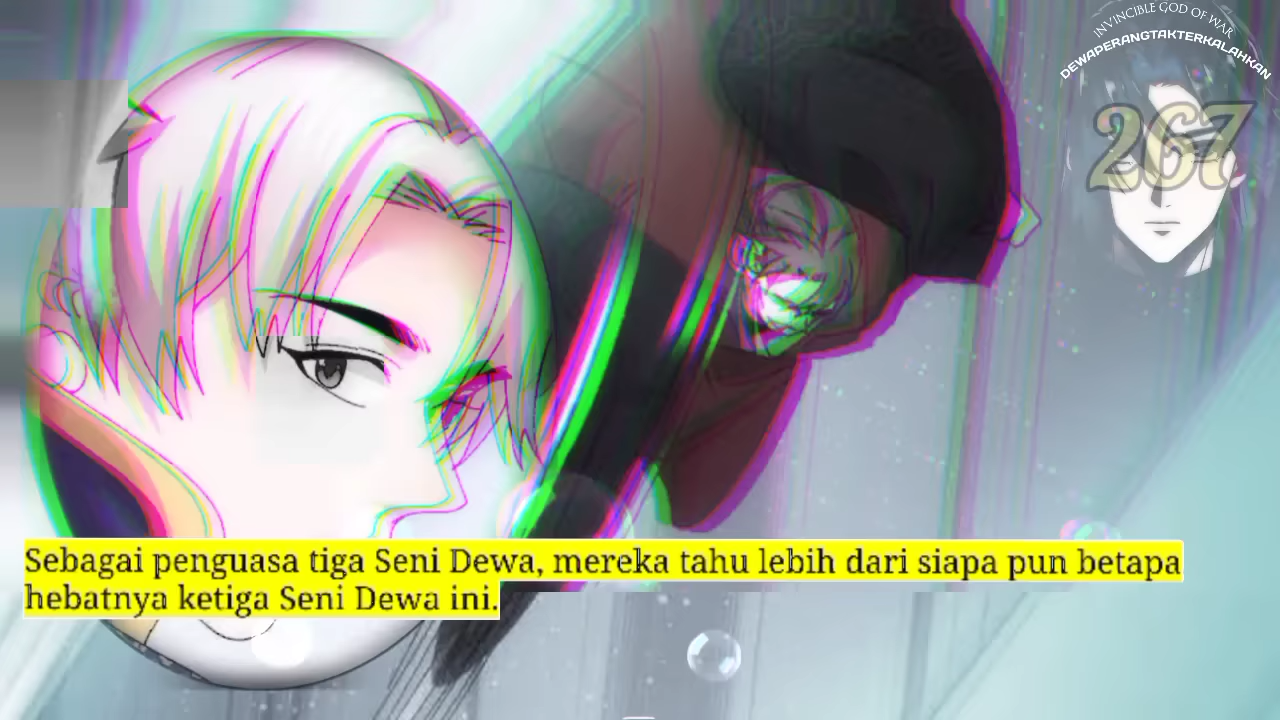 INVINCIBLE GOD OF WAR
DEWAPERANGTAKTERKALAHKAN
267
Sebagai penguasa tiga Seni Dewa, mereka tahu lebih dari siapa pun betapa
hebatnya ketiga Seni Dewa ini.